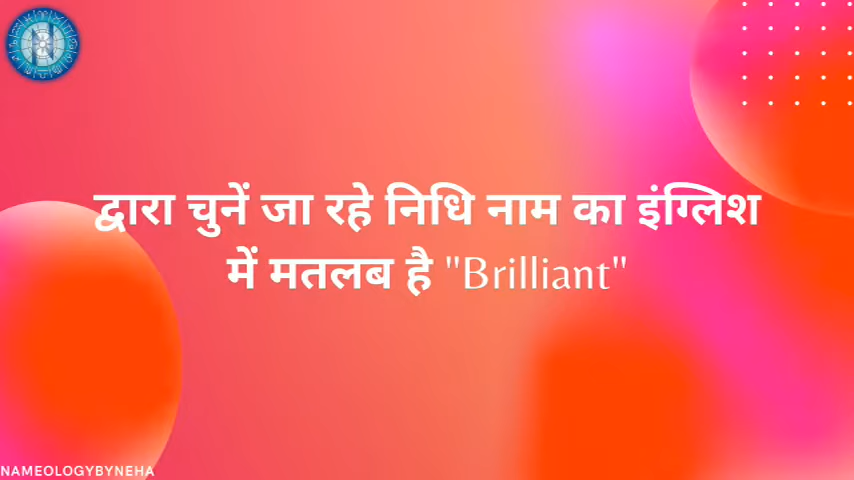 द्वारा चुनें जा रहे निधि नाम का इंग्लिश
में मतलब है "Brilliant"
NAMEOLOGYBYNEHA